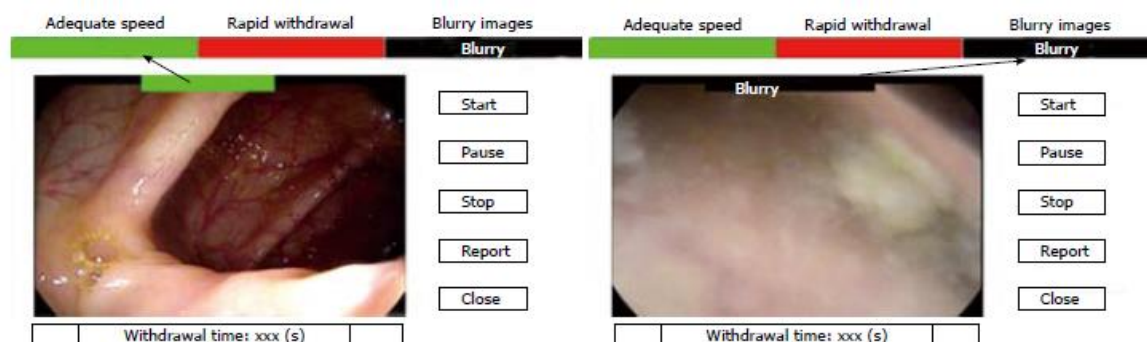 Adequate speed Rapid withdrawal Blurry images
Blurry
Start
Pause
Stop
Report
Close
Withdrawal time: xxx (s)
Adequate speed Rapid withdrawal Blurry images
Blurry
Blurry
Start
Pause
Stop
Report
Close
Withdrawal time: xxx (s)